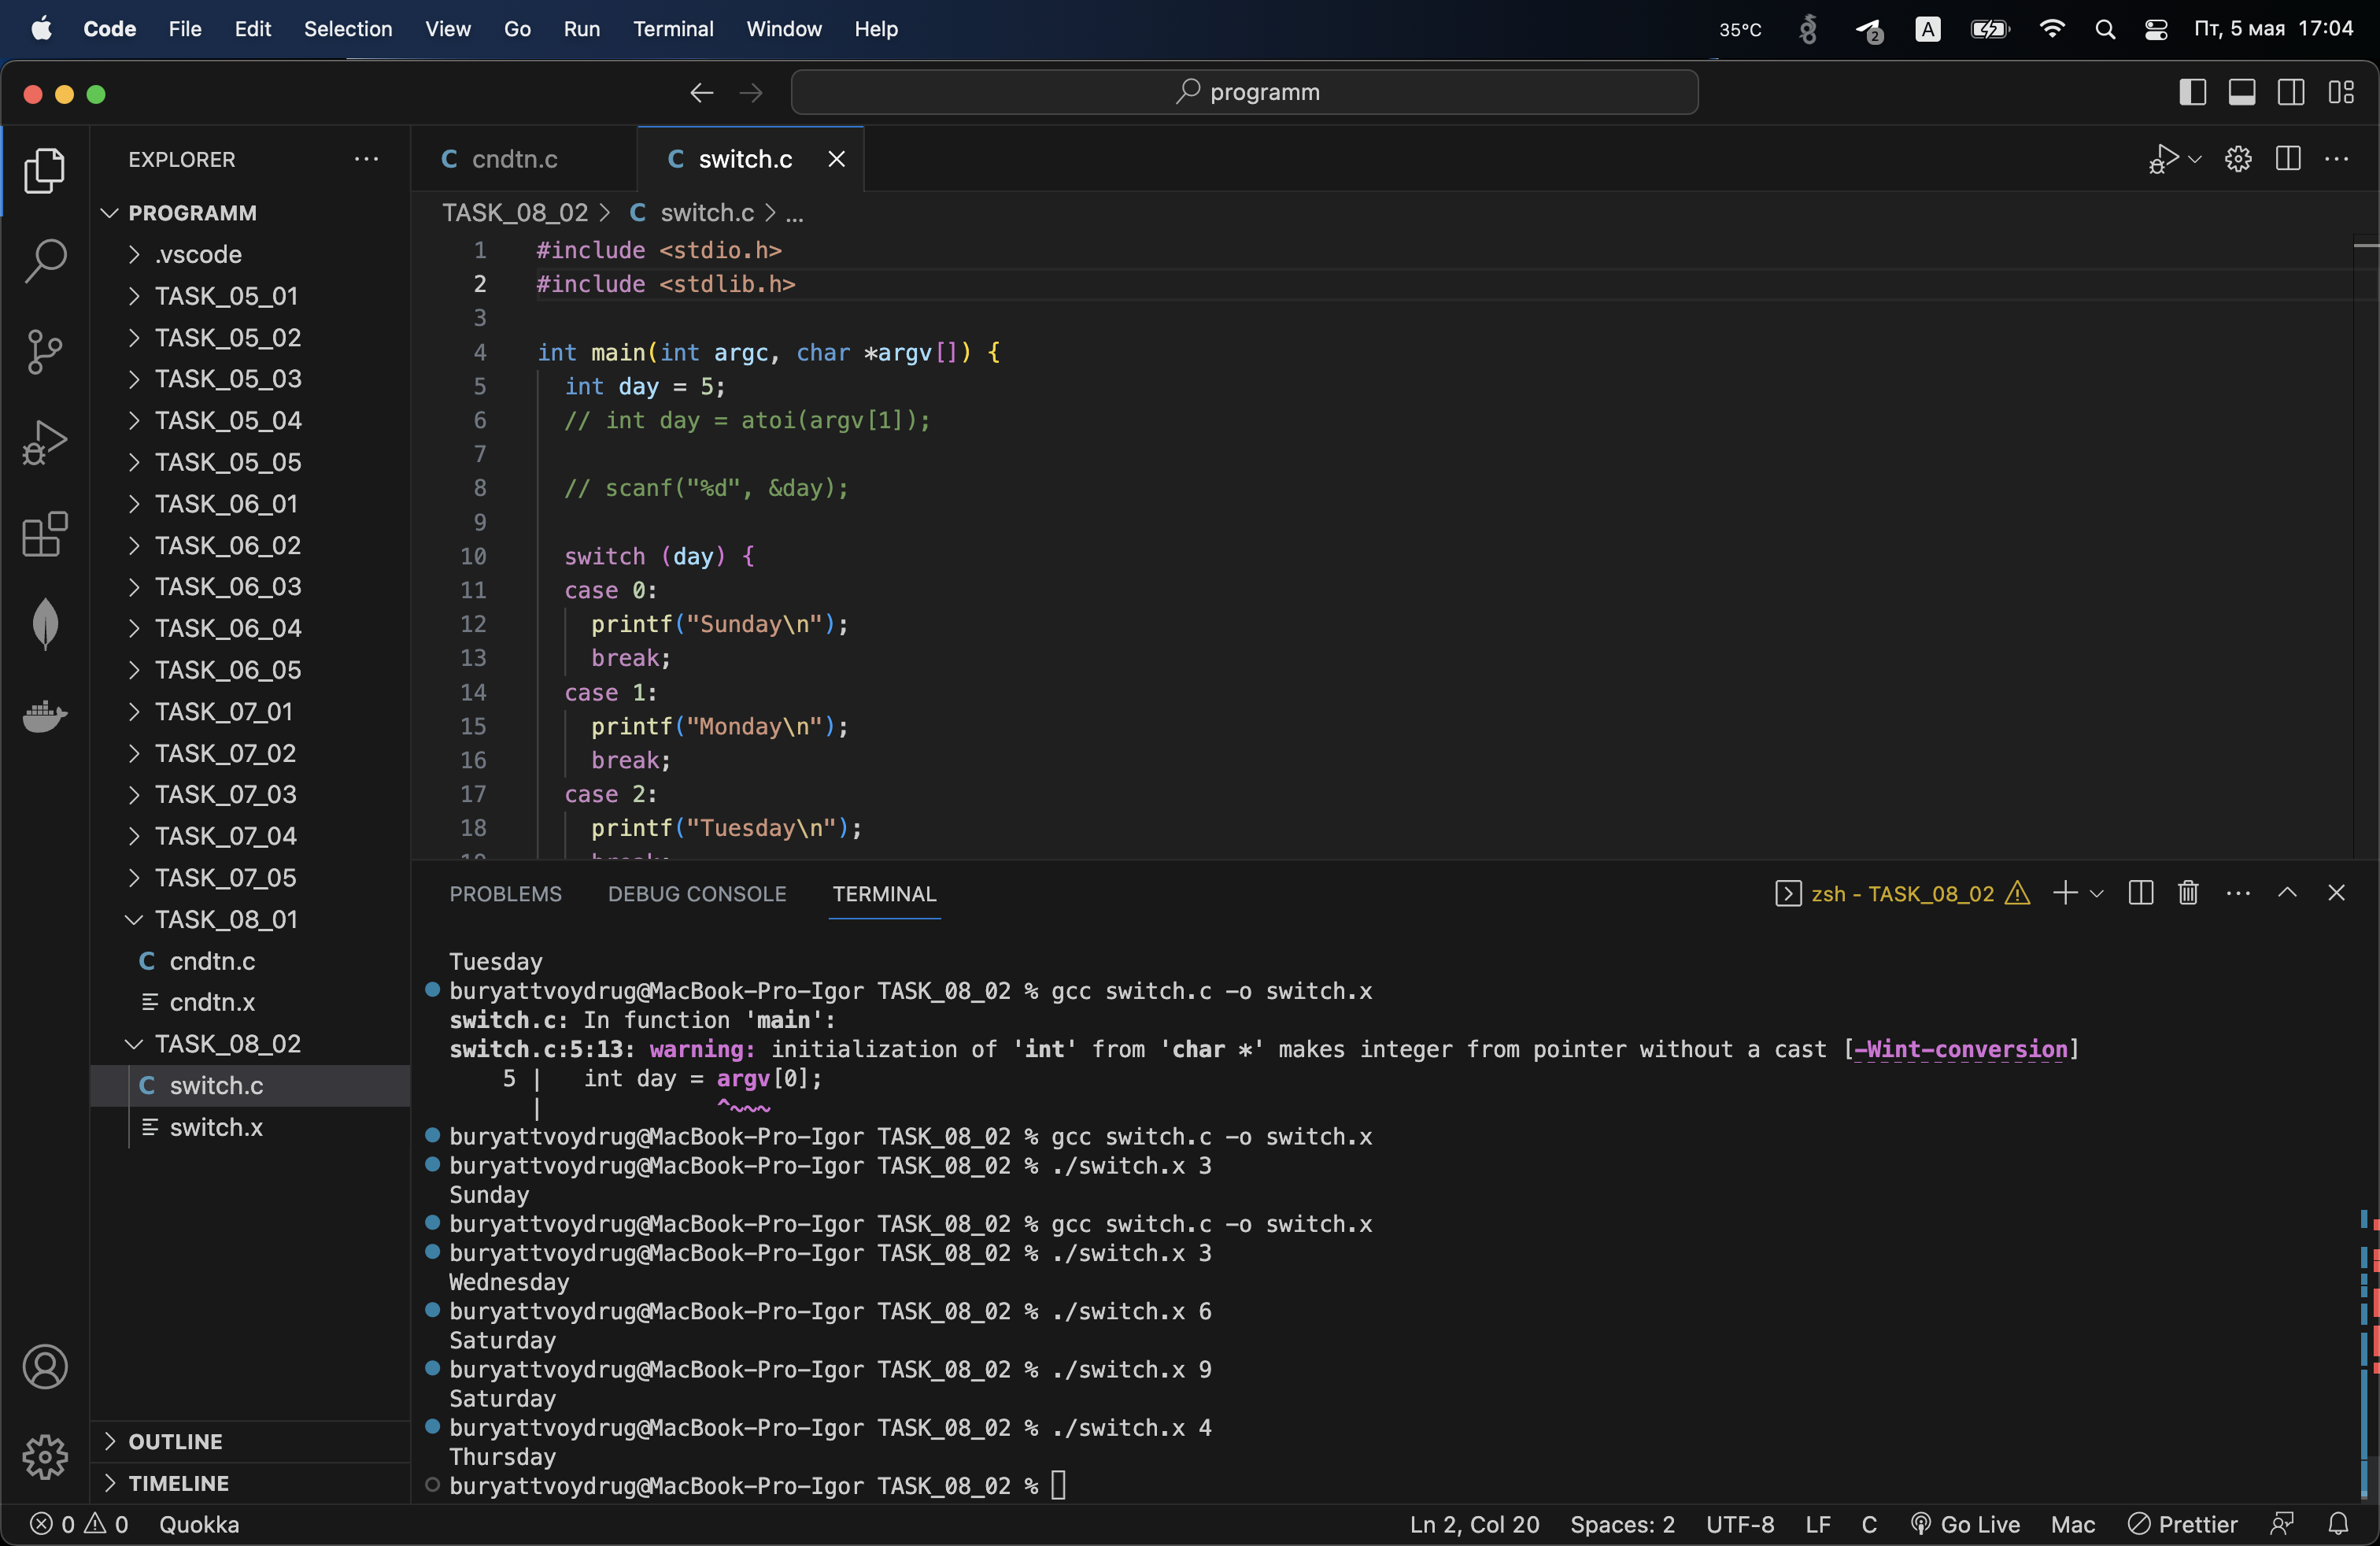 Code File Edit Selection View Go Run Terminal Window Help 35°C 2 A Пт, 5 мая 17:04
programm
EXPLORER
PROGRAMM
.vscode
TASK_05_01
TASK_05_02
TASK_05_03
TASK_05_04
TASK_05_05
TASK_06_01
TASK_06_02
TASK_06_03
TASK_06_04
TASK_06_05
TASK_07_01
TASK_07_02
TASK_07_03
TASK_07_04
TASK_07_05
TASK_08_01
C cndtn.c
cndtn.x
TASK_08_02
C switch.c
switch.x
OUTLINE
TIMELINE
C cndtn.c C switch.c
TASK_08_02 > C switch.c > ...
1 #include <stdio.h>
2 #include <stdlib.h>
3
4 int main(int argc, char *argv[]) {
5 int day = 5;
6 // int day = atoi(argv[1]);
7
8 // scanf("%d", &day);
9
10 switch (day) {
11 case 0:
12 printf("Sunday\n");
13 break;
14 case 1:
15 printf("Monday\n");
16 break;
17 case 2:
18 printf("Tuesday\n");
19 break;
PROBLEMS DEBUG CONSOLE TERMINAL zsh - TASK_08_02
Tuesday
buryattvoydrug@MacBook-Pro-Igor TASK_08_02 % gcc switch.c -o switch.x
switch.c: In function 'main':
switch.c:5:13: warning: initialization of 'int' from 'char *' makes integer from pointer without a cast [-Wint-conversion]
5 | int day = argv[0];
| ^~~~
buryattvoydrug@MacBook-Pro-Igor TASK_08_02 % gcc switch.c -o switch.x
buryattvoydrug@MacBook-Pro-Igor TASK_08_02 % ./switch.x 3
Sunday
buryattvoydrug@MacBook-Pro-Igor TASK_08_02 % gcc switch.c -o switch.x
buryattvoydrug@MacBook-Pro-Igor TASK_08_02 % ./switch.x 3
Wednesday
buryattvoydrug@MacBook-Pro-Igor TASK_08_02 % ./switch.x 6
Saturday
buryattvoydrug@MacBook-Pro-Igor TASK_08_02 % ./switch.x 9
Saturday
buryattvoydrug@MacBook-Pro-Igor TASK_08_02 % ./switch.x 4
Thursday
buryattvoydrug@MacBook-Pro-Igor TASK_08_02 %
0 0 Quokka Ln 2, Col 20 Spaces: 2 UTF-8 LF C Go Live Mac Prettier